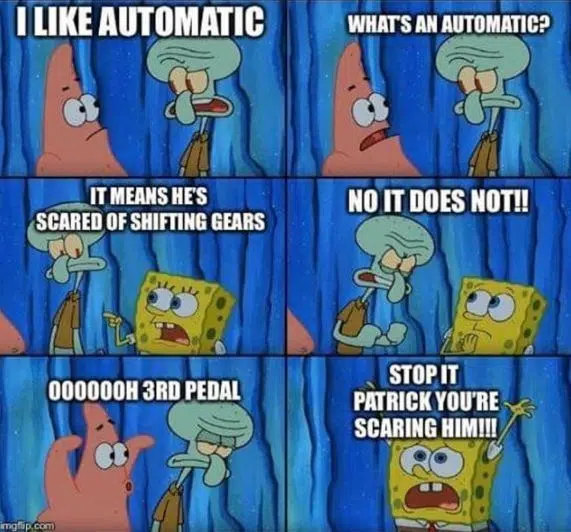 I LIKE AUTOMATIC
WHAT'S AN AUTOMATIC?
IT MEANS HE'S
SCARED OF SHIFTING GEARS
NO IT DOES NOT!!
OOOOOOH 3RD PEDAL
STOP IT
PATRICK YOU'RE
SCARING HIM!!!
imgflip.com